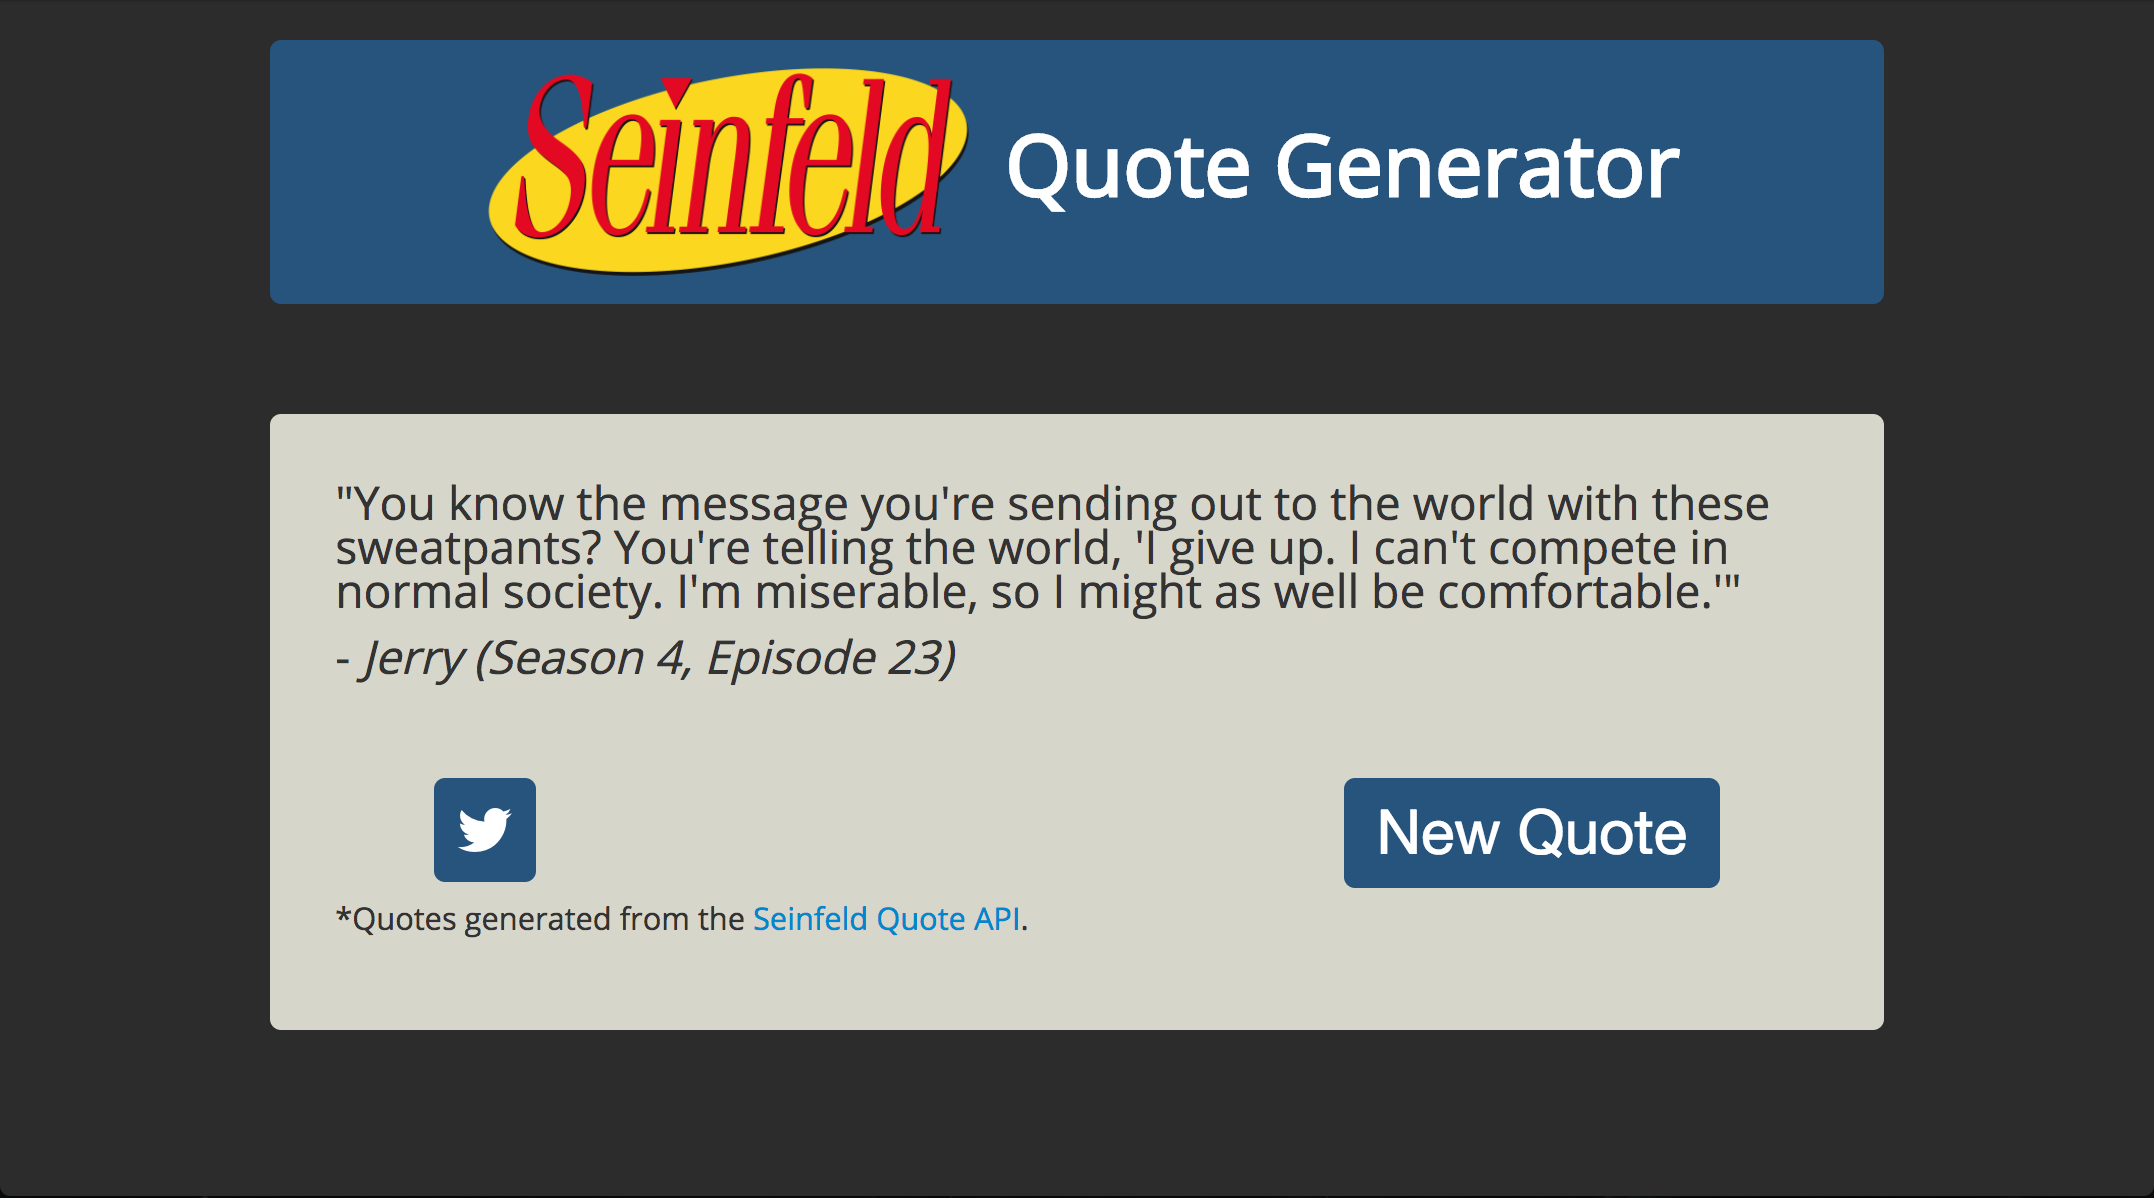 Seinfeld Quote Generator
"You know the message you're sending out to the world with these
sweatpants? You're telling the world, 'I give up. I can't compete in
normal society. I'm miserable, so I might as well be comfortable.'"
- Jerry (Season 4, Episode 23)
New Quote
*Quotes generated from the Seinfeld Quote API.